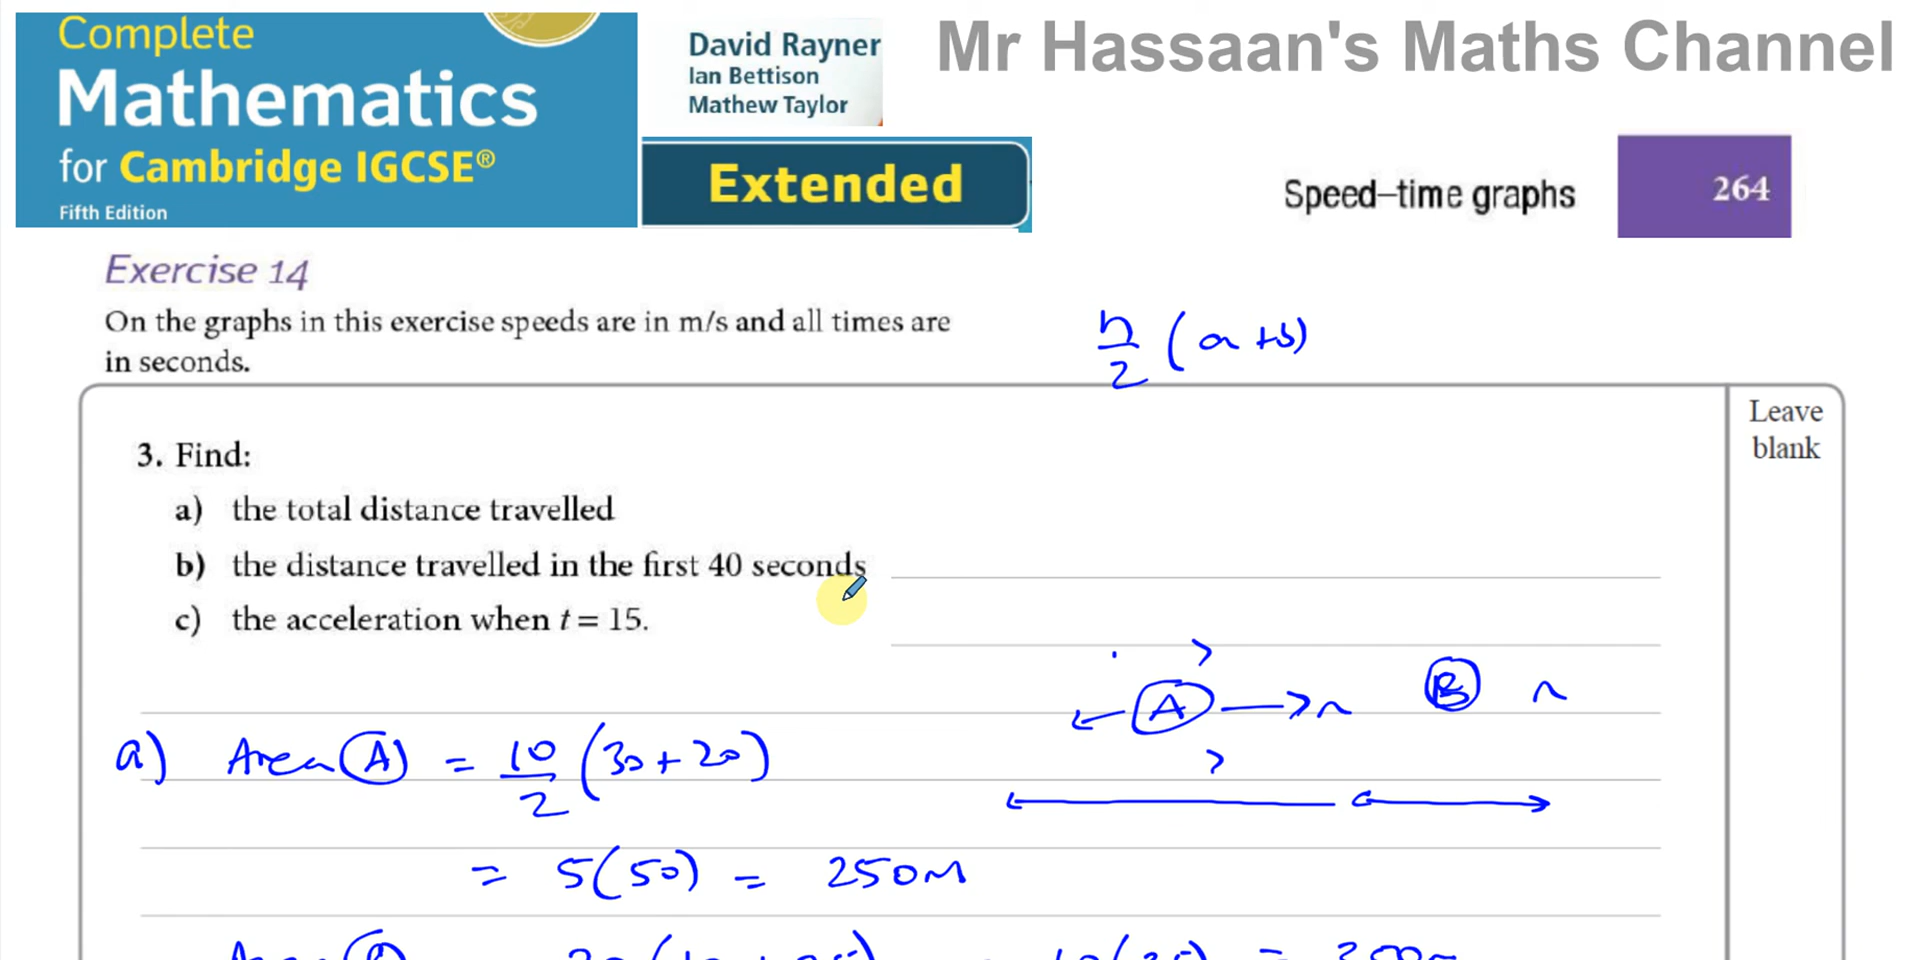 Complete
Mathematics
for Cambridge IGCSE®
Fifth Edition
David Rayner
Ian Bettison
Mathew Taylor
Extended
Mr Hassaan's Maths Channel
Speed–time graphs
264
Exercise 14
On the graphs in this exercise speeds are in m/s and all times are
in seconds.
h/2 (a+b)
Leave
blank
3. Find:
a) the total distance travelled
b) the distance travelled in the first 40 seconds
c) the acceleration when t = 15.
A
B
a) Area A = 10/2 (30+20)
= 5(50) = 250m
Area